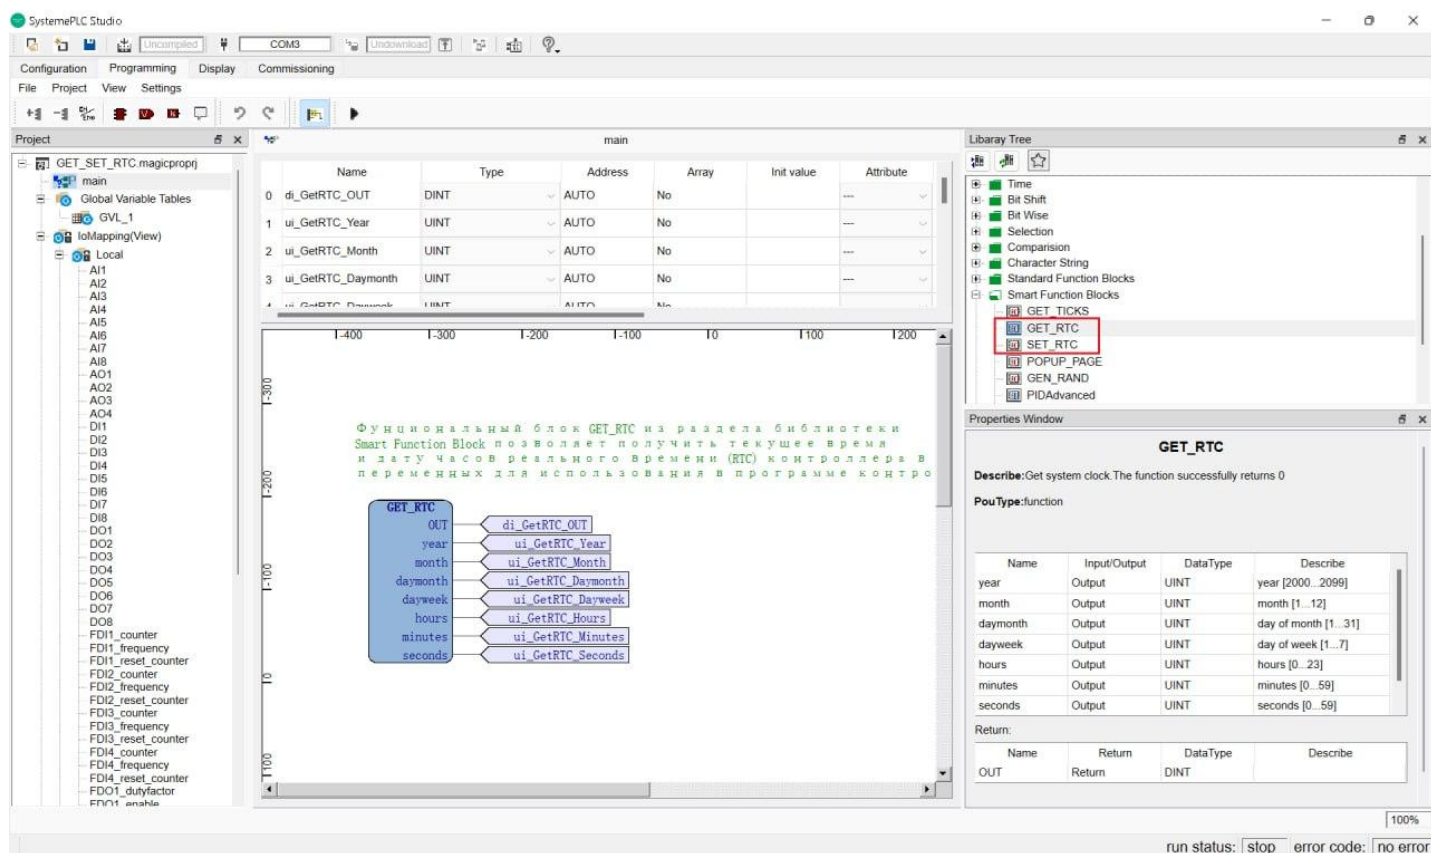 SystemePLC Studio
Uncompiled COM3 Undownload
Configuration Programming Display Commissioning
File Project View Settings
Project
GET_SET_RTC.magicproprj
main
Global Variable Tables
GVL_1
IoMapping(View)
Local
AI1
AI2
AI3
AI4
AI5
AI6
AI7
AI8
AO1
AO2
AO3
AO4
DI1
DI2
DI3
DI4
DI5
DI6
DI7
DI8
DO1
DO2
DO3
DO4
DO5
DO6
DO7
DO8
FDI1_counter
FDI1_frequency
FDI1_reset_counter
FDI2_counter
FDI2_frequency
FDI2_reset_counter
FDI3_counter
FDI3_frequency
FDI3_reset_counter
FDI4_counter
FDI4_frequency
FDI4_reset_counter
FDO1_dutyfactor
FDO1_enable
main
Name Type Address Array Init value Attribute
0 di_GetRTC_OUT DINT AUTO No ---
1 ui_GetRTC_Year UINT AUTO No ---
2 ui_GetRTC_Month UINT AUTO No ---
3 ui_GetRTC_Daymonth UINT AUTO No ---
4 ui_GetRTC_Dayweek UINT AUTO No
-400 -300 -200 -100 0 100 200
-300
-200
-100
0
100
Фунциональный блок GET_RTC из раздела библиотеки
Smart Function Block позволяет получить текущее время
и дату часов реального времени (RTC) контроллера в
переменных для использования в программе контро
GET_RTC
OUT di_GetRTC_OUT
year ui_GetRTC_Year
month ui_GetRTC_Month
daymonth ui_GetRTC_Daymonth
dayweek ui_GetRTC_Dayweek
hours ui_GetRTC_Hours
minutes ui_GetRTC_Minutes
seconds ui_GetRTC_Seconds
Libaray Tree
Time
Bit Shift
Bit Wise
Selection
Comparision
Character String
Standard Function Blocks
Smart Function Blocks
GET_TICKS
GET_RTC
SET_RTC
POPUP_PAGE
GEN_RAND
PIDAdvanced
Properties Window
GET_RTC
Describe:Get system clock.The function successfully returns 0
PouType:function
Name Input/Output DataType Describe
year Output UINT year [2000...2099]
month Output UINT month [1...12]
daymonth Output UINT day of month [1...31]
dayweek Output UINT day of week [1...7]
hours Output UINT hours [0...23]
minutes Output UINT minutes [0...59]
seconds Output UINT seconds [0...59]
Return:
Name Return DataType Describe
OUT Return DINT
100%
run status: stop error code: no error